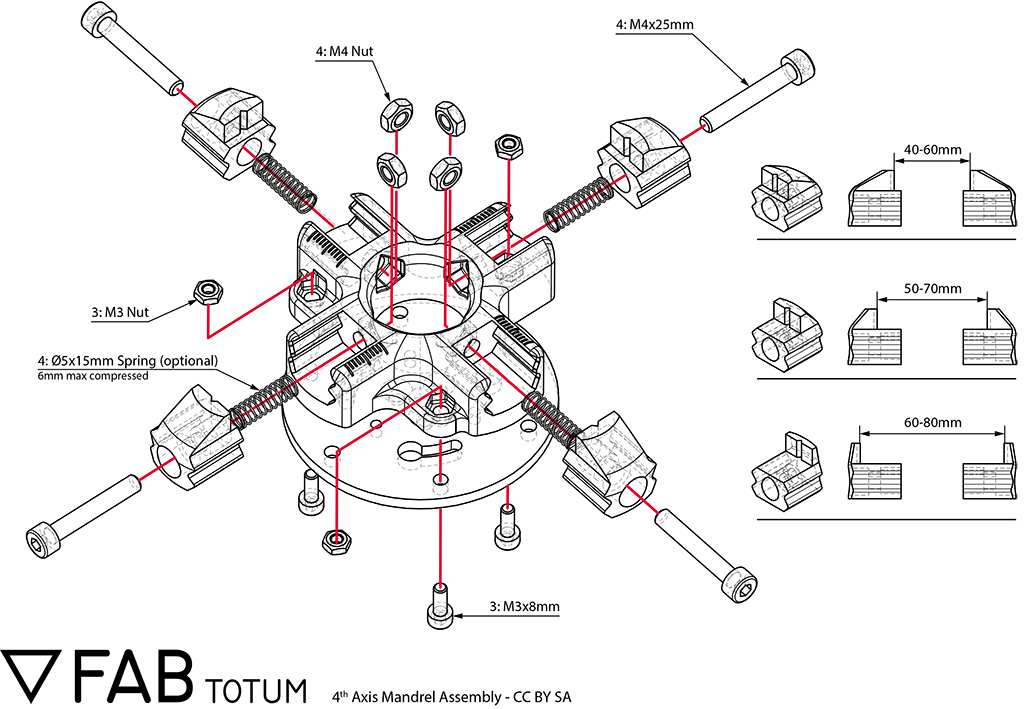 4: M4x25mm
4: M4 Nut
40-60mm
3: M3 Nut
50-70mm
4: Ø5x15mm Spring (optional)
6mm max compressed
60-80mm
3: M3x8mm
FAB TOTUM
4th Axis Mandrel Assembly - CC BY SA